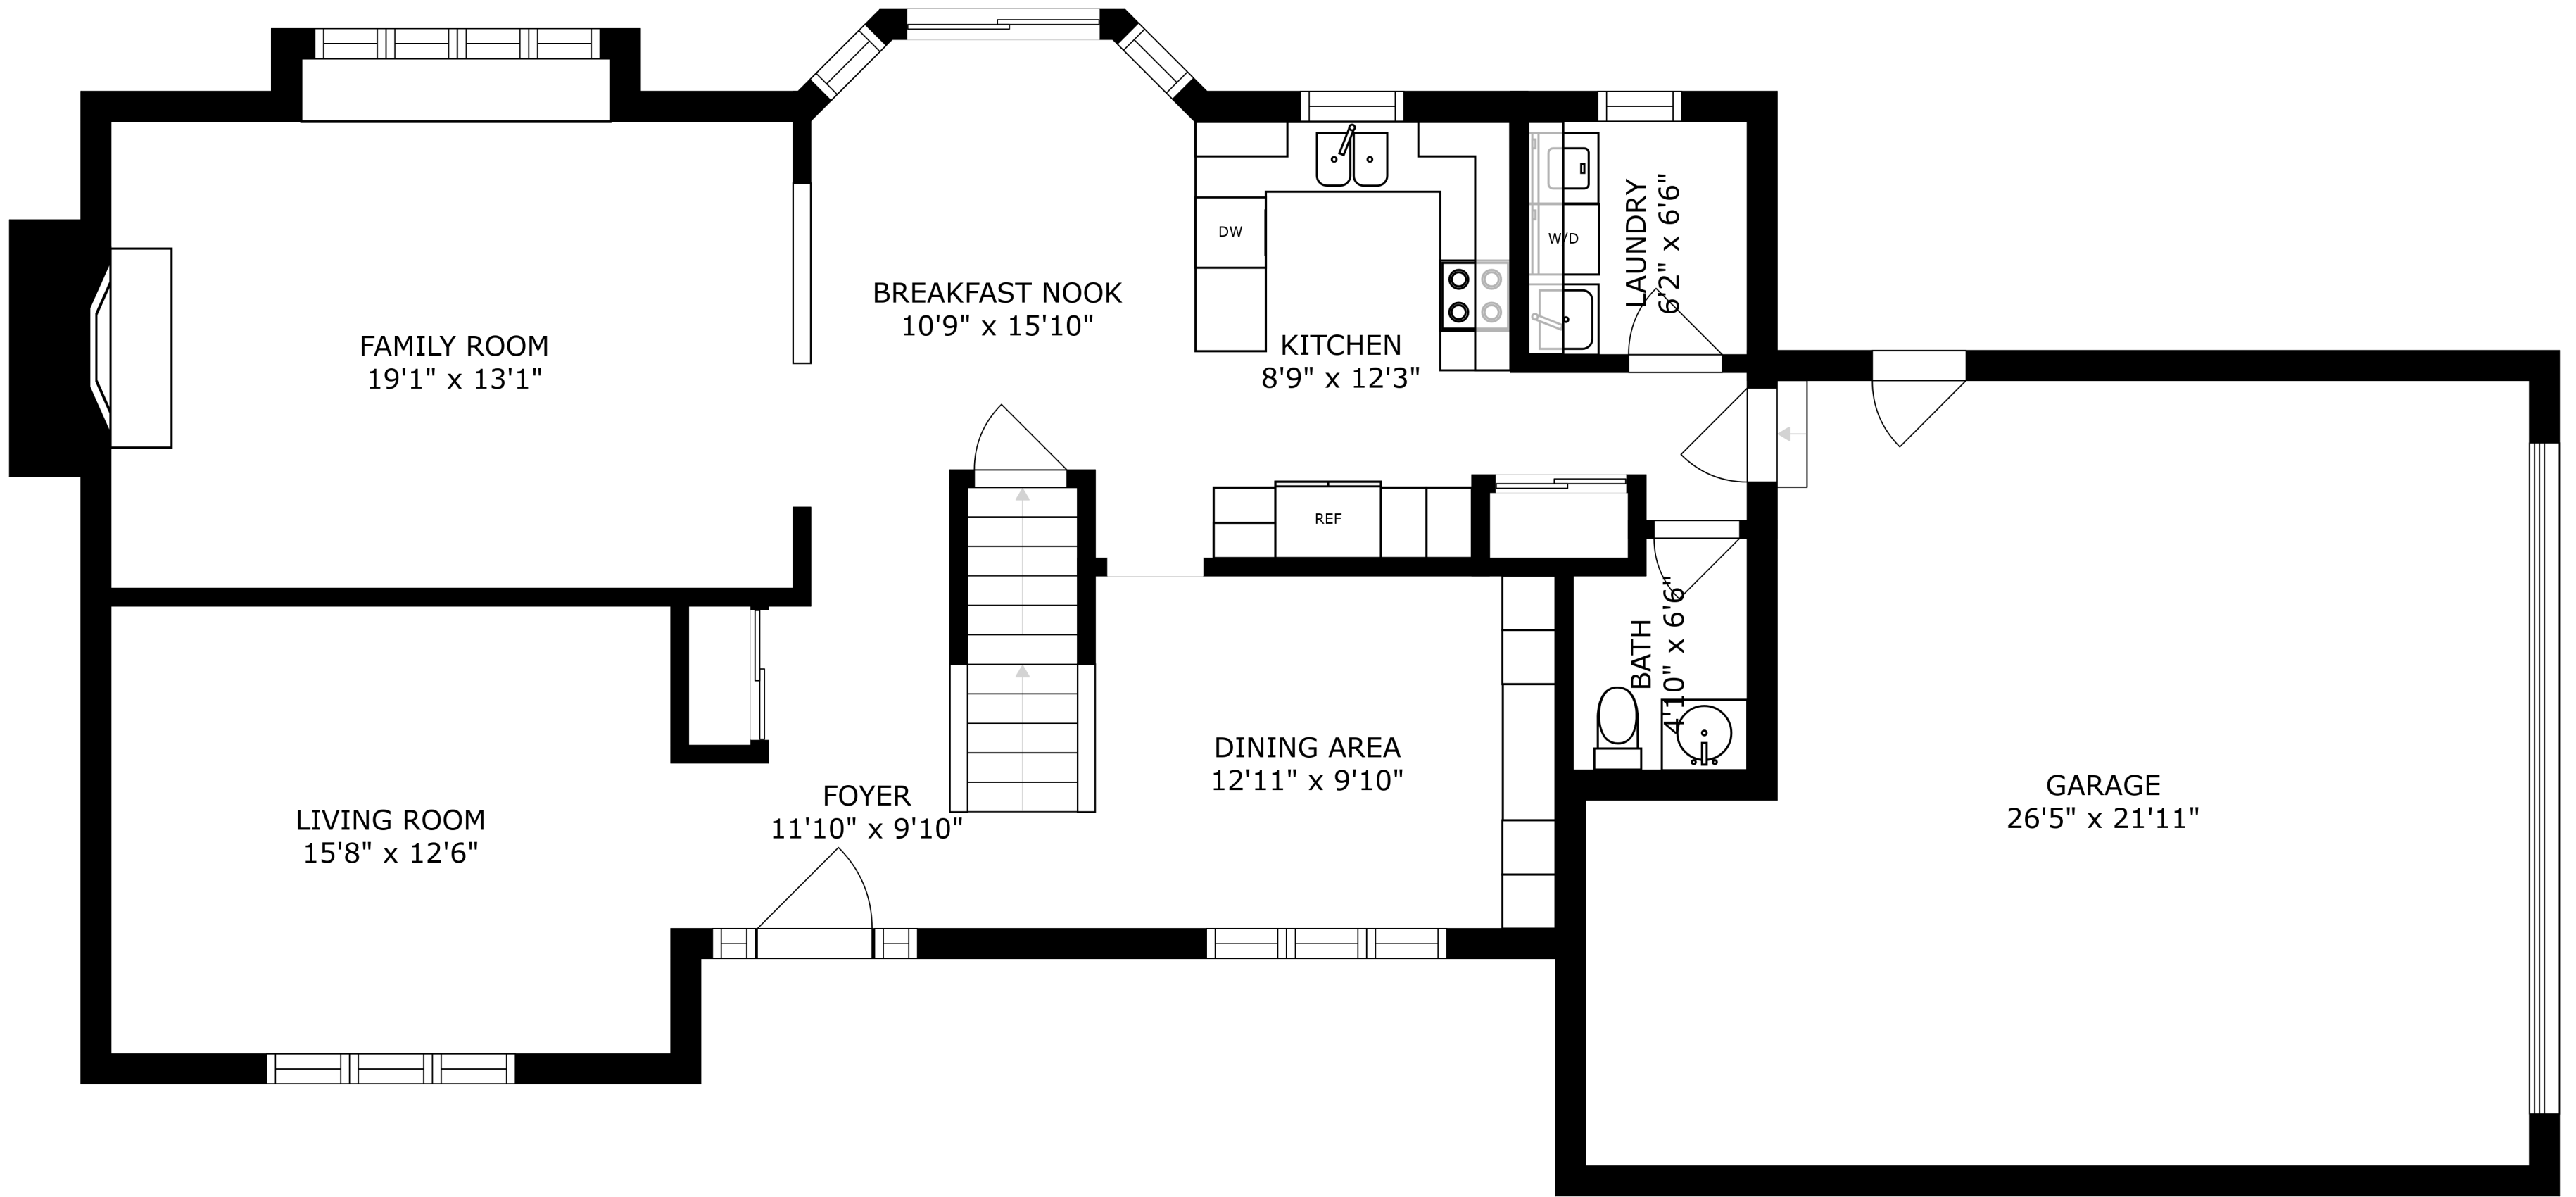 FAMILY ROOM
19'1" x 13'1"
BREAKFAST NOOK
10'9" x 15'10"
DW
KITCHEN
8'9" x 12'3"
W/D
LAUNDRY
6'2" x 6'6"
REF
LIVING ROOM
15'8" x 12'6"
FOYER
11'10" x 9'10"
DINING AREA
12'11" x 9'10"
BATH
4'10" x 6'6"
GARAGE
26'5" x 21'11"